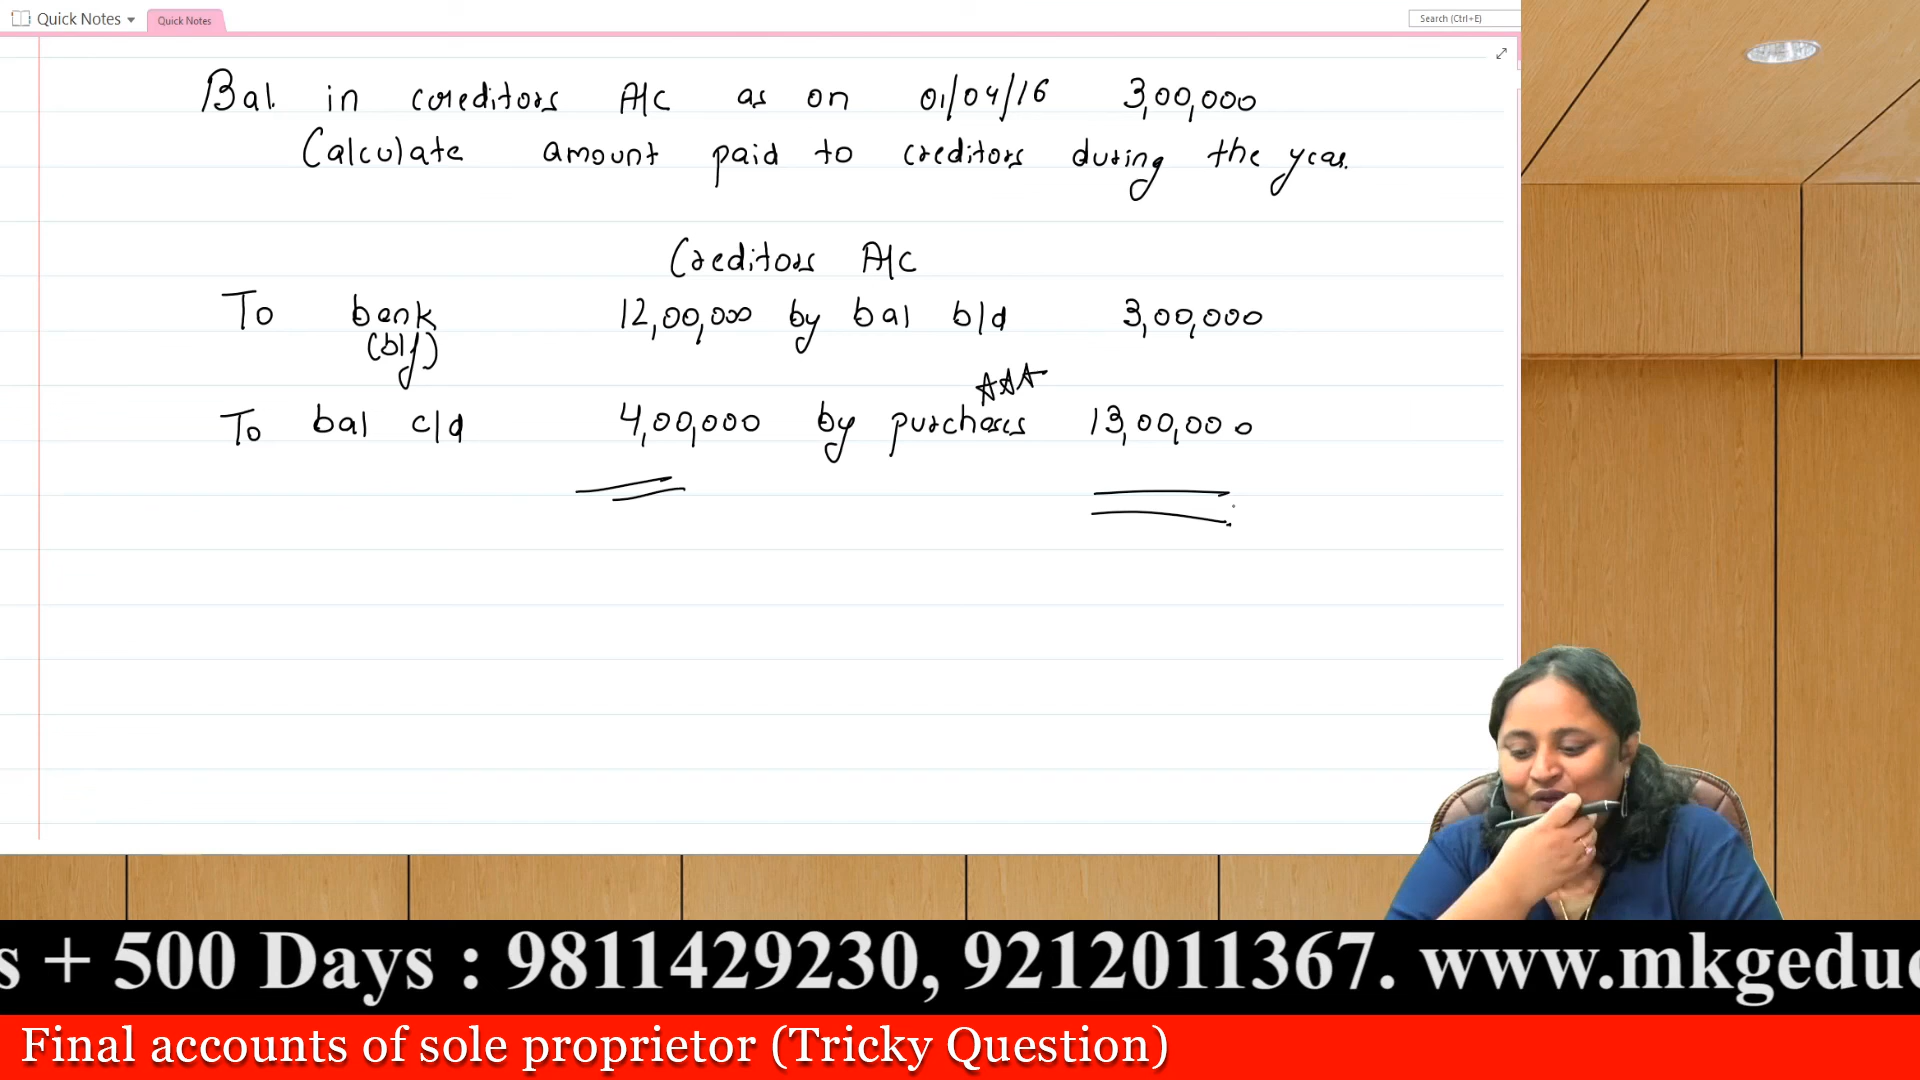 Quick Notes
Quick Notes
Search (Ctrl+E)
Bal. in creditors A/c as on 01/04/16 3,00,000
Calculate amount paid to creditors during the year.
Creditors A/c
To bank 12,00,000 by bal b/d 3,00,000
(b/f)
To bal c/d 4,00,000 by purchases 13,00,000
s + 500 Days : 9811429230, 9212011367. www.mkgeduc
Final accounts of sole proprietor (Tricky Question)